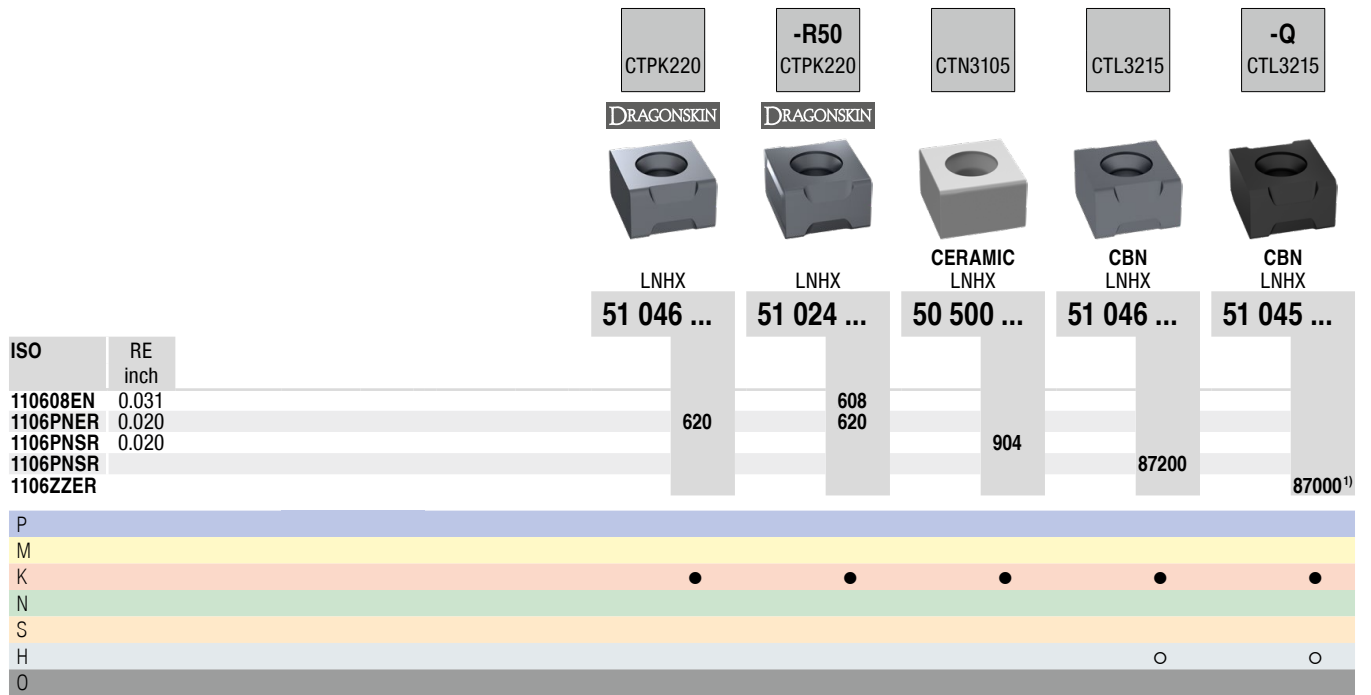 -R50 -Q
CTPK220 CTPK220 CTN3105 CTL3215 CTL3215
DRAGONSKIN DRAGONSKIN
CERAMIC CBN CBN
LNHX LNHX LNHX LNHX LNHX
51 046 ... 51 024 ... 50 500 ... 51 046 ... 51 045 ...
ISO RE
inch
110608EN 0.031 608
1106PNER 0.020 620 620
1106PNSR 0.020 904
1106PNSR 87200
1106ZZER 87000 1)
P
M
K ● ● ● ● ●
N
S
H ○ ○
O